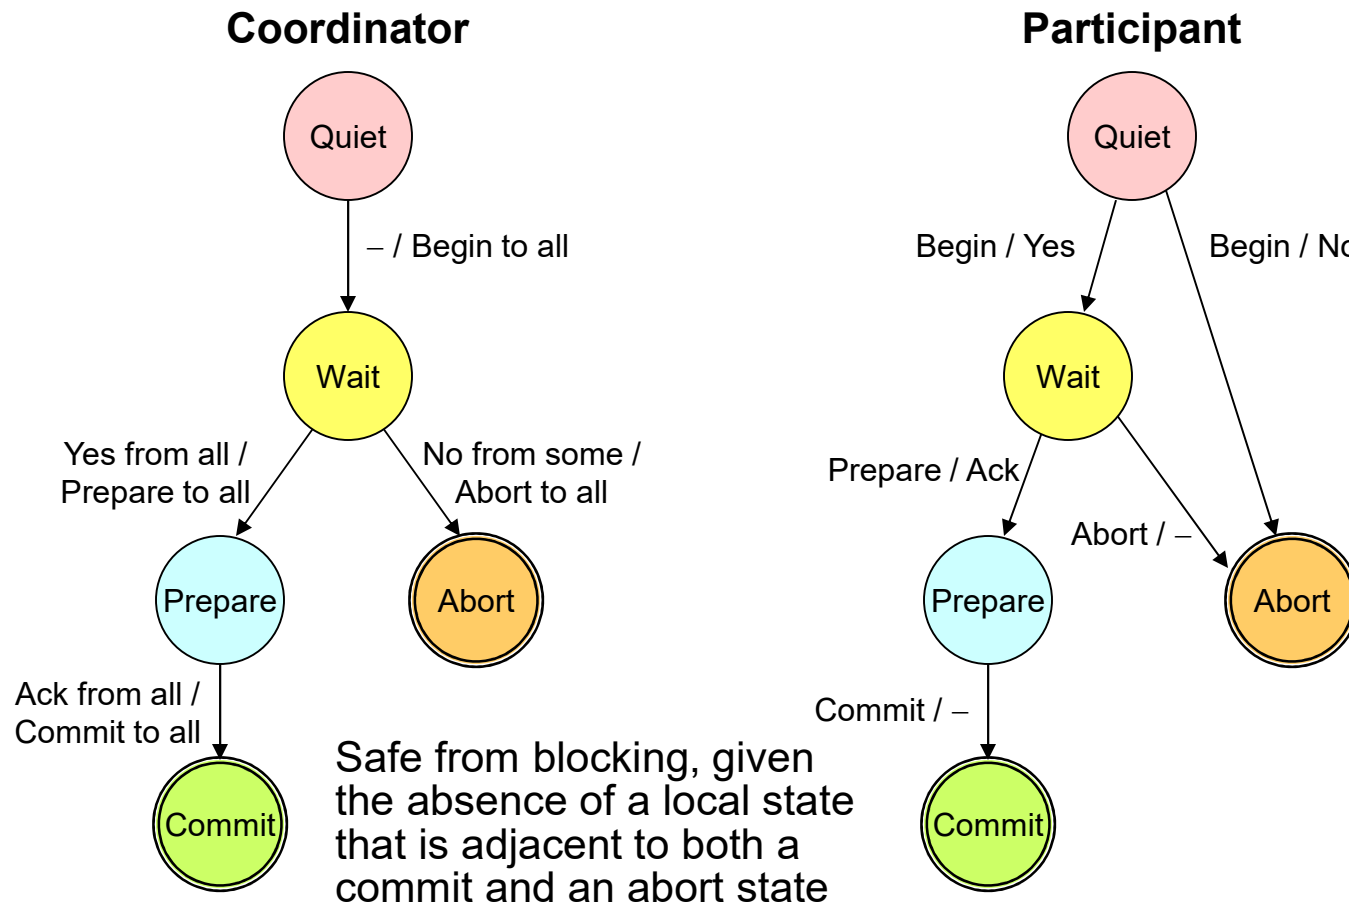 Coordinator
Participant
Quiet
Quiet
– / Begin to all
Begin / Yes
Begin / No
Wait
Wait
Yes from all /
Prepare to all
No from some /
Abort to all
Prepare / Ack
Abort / –
Prepare
Abort
Prepare
Abort
Ack from all /
Commit to all
Commit / –
Safe from blocking, given
the absence of a local state
that is adjacent to both a
commit and an abort state
Commit
Commit